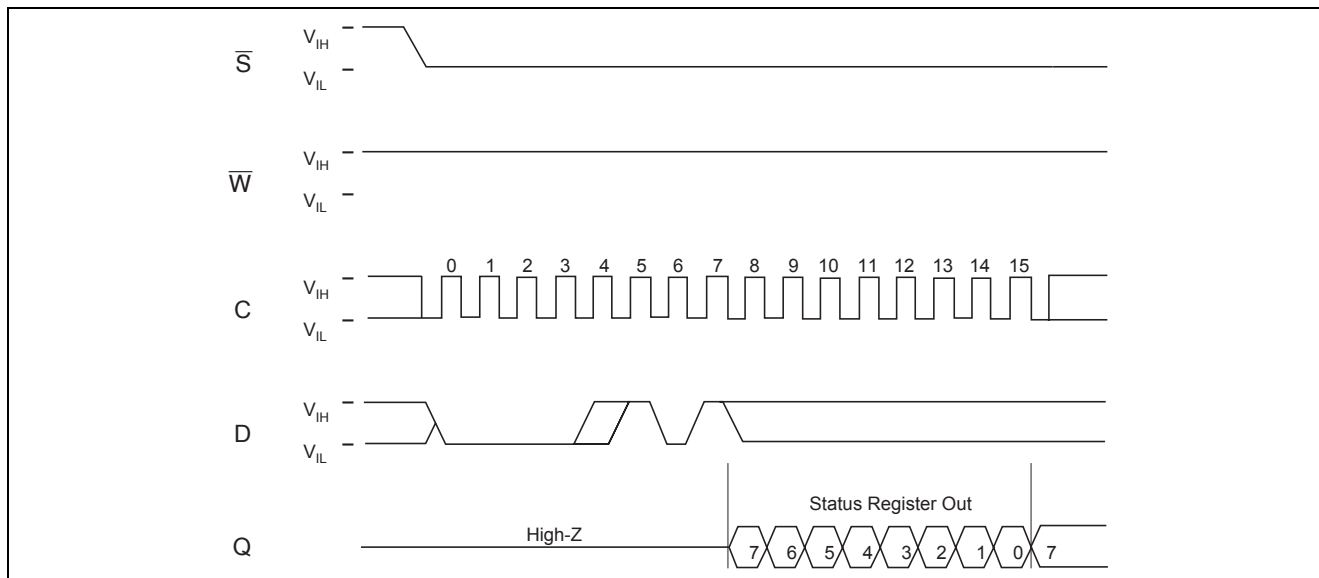 S̅
V_IH
V_IL
W̅
V_IH
V_IL
C
V_IH
V_IL
0 1 2 3 4 5 6 7 8 9 10 11 12 13 14 15
D
V_IH
V_IL
Q
High-Z
Status Register Out
7 6 5 4 3 2 1 0 7